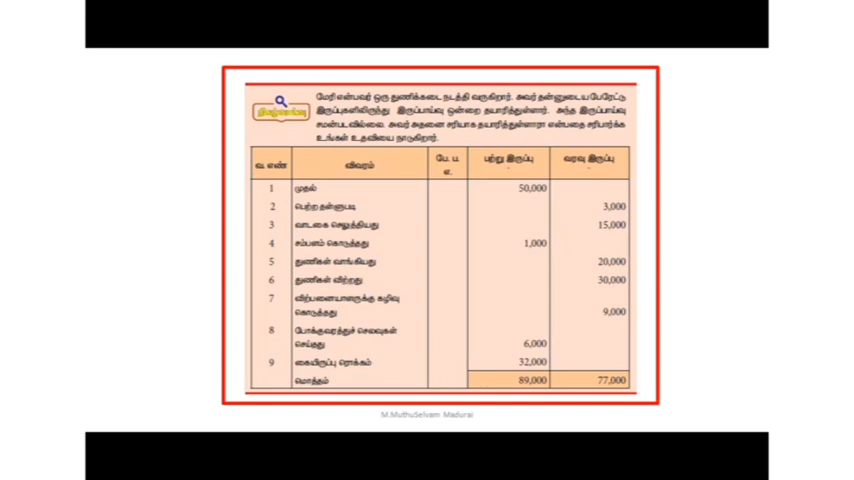 மேரி என்பவர் ஒரு துணிக்கடை நடத்தி வருகிறார். அவர் தன்னுடைய பேரேட்டு
இருப்புகளிலிருந்து இருப்பாய்வு ஒன்றை தயாரித்துள்ளார். அந்த இருப்பாய்வு
சமன்படவில்லை. அவர் அதனை சரியாக தயாரித்துள்ளாரா என்பதை சரிபார்க்க
உங்கள் உதவியை நாடுகிறார்.
வ. எண் விவரம் பே. ப. எ. பற்று இருப்பு வரவு இருப்பு
1 முதல் 50,000
2 பெற்ற தள்ளுபடி 3,000
3 வாடகை செலுத்தியது 15,000
4 சம்பளம் கொடுத்தது 1,000
5 துணிகள் வாங்கியது 20,000
6 துணிகள் விற்றது 30,000
7 விற்பனையாளருக்கு கழிவு
கொடுத்தது 9,000
8 போக்குவரத்துச் செலவுகள்
செய்தது 6,000
9 கையிருப்பு ரொக்கம் 32,000
மொத்தம் 89,000 77,000
M.MuthuSelvam Madurai